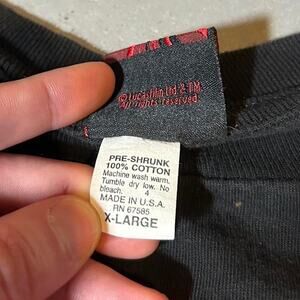 © Lucasfilm Ltd & TM.
All rights reserved.
PRE-SHRUNK
100% COTTON
Machine wash warm.
Tumble dry low. No
bleach. 4
MADE IN U.S.A.
RN 67585
X-LARGE